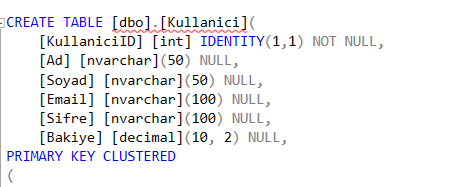 CREATE TABLE [dbo].[Kullanici](
[KullaniciID] [int] IDENTITY(1,1) NOT NULL,
[Ad] [nvarchar](50) NULL,
[Soyad] [nvarchar](50) NULL,
[Email] [nvarchar](100) NULL,
[Sifre] [nvarchar](100) NULL,
[Bakiye] [decimal](10, 2) NULL,
PRIMARY KEY CLUSTERED
(